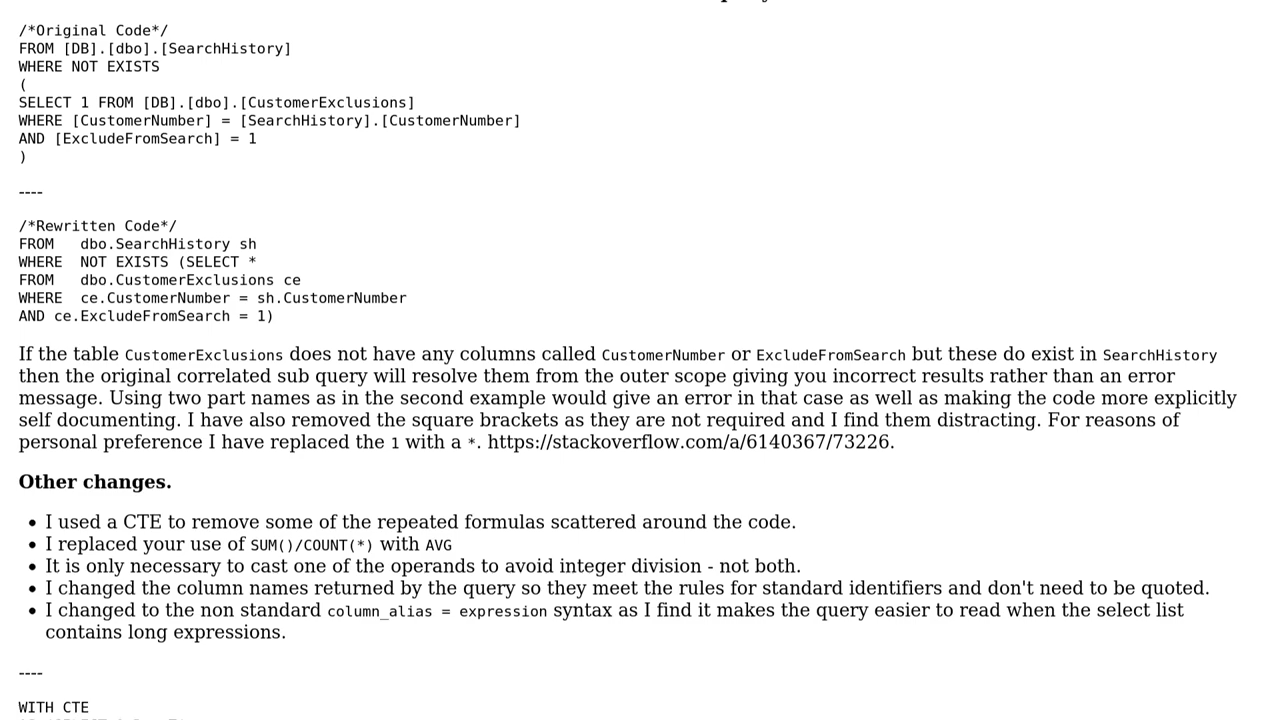 /*Original Code*/
FROM [DB].[dbo].[SearchHistory]
WHERE NOT EXISTS
(
SELECT 1 FROM [DB].[dbo].[CustomerExclusions]
WHERE [CustomerNumber] = [SearchHistory].[CustomerNumber]
AND [ExcludeFromSearch] = 1
)
----
/*Rewritten Code*/
FROM   dbo.SearchHistory sh
WHERE  NOT EXISTS (SELECT *
FROM   dbo.CustomerExclusions ce
WHERE  ce.CustomerNumber = sh.CustomerNumber
AND ce.ExcludeFromSearch = 1)
If the table CustomerExclusions does not have any columns called CustomerNumber or ExcludeFromSearch but these do exist in SearchHistory
then the original correlated sub query will resolve them from the outer scope giving you incorrect results rather than an error
message. Using two part names as in the second example would give an error in that case as well as making the code more explicitly
self documenting. I have also removed the square brackets as they are not required and I find them distracting. For reasons of
personal preference I have replaced the 1 with a *. https://stackoverflow.com/a/6140367/73226.
Other changes.
• I used a CTE to remove some of the repeated formulas scattered around the code.
• I replaced your use of SUM()/COUNT(*) with AVG
• It is only necessary to cast one of the operands to avoid integer division - not both.
• I changed the column names returned by the query so they meet the rules for standard identifiers and don't need to be quoted.
• I changed to the non standard column_alias = expression syntax as I find it makes the query easier to read when the select list
contains long expressions.
----
WITH CTE